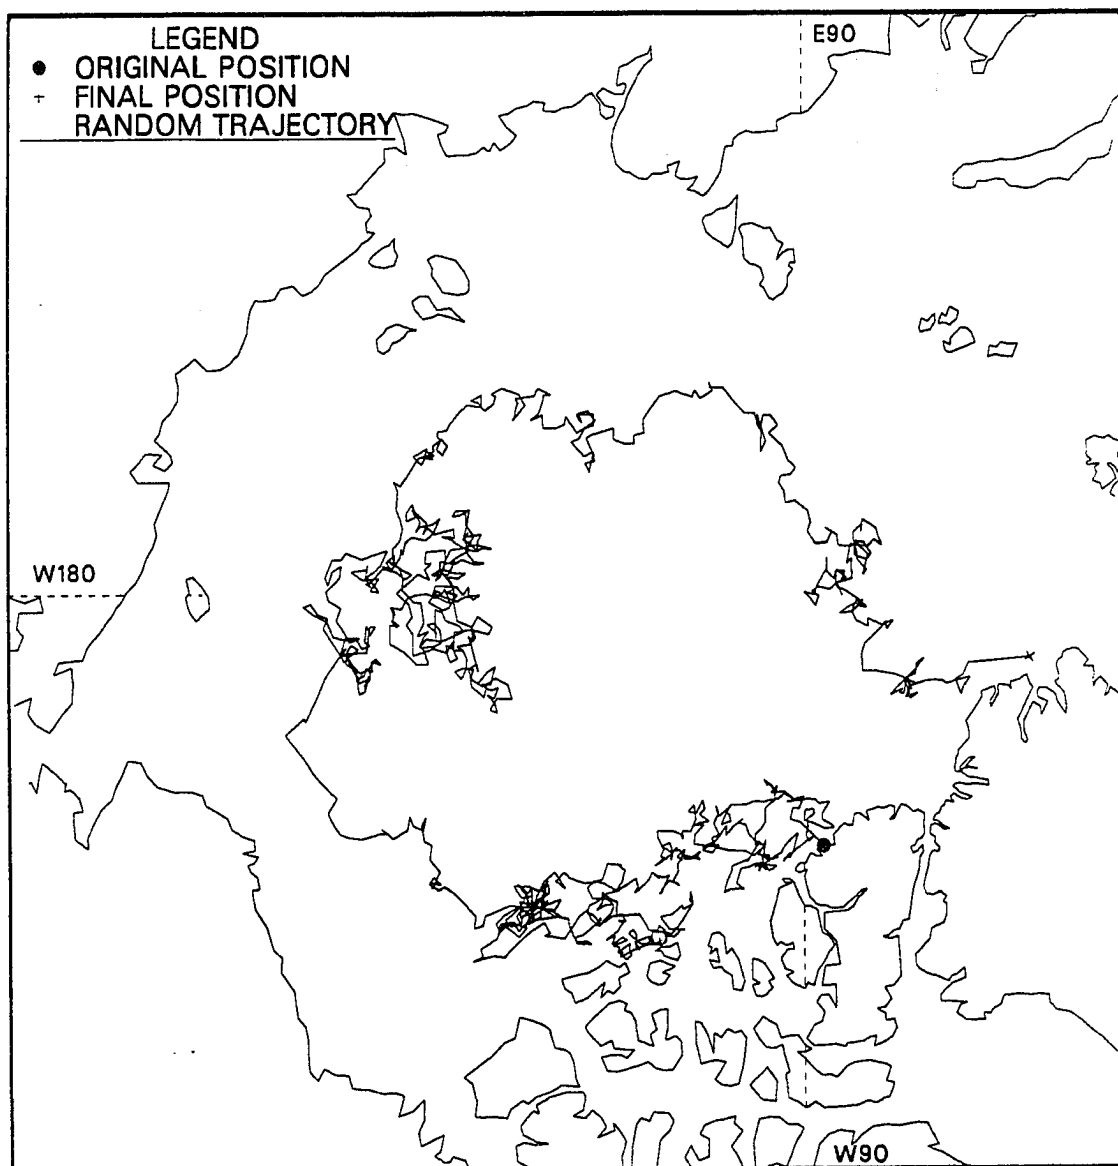 LEGEND
● ORIGINAL POSITION
+ FINAL POSITION
RANDOM TRAJECTORY
E90
W180
W90